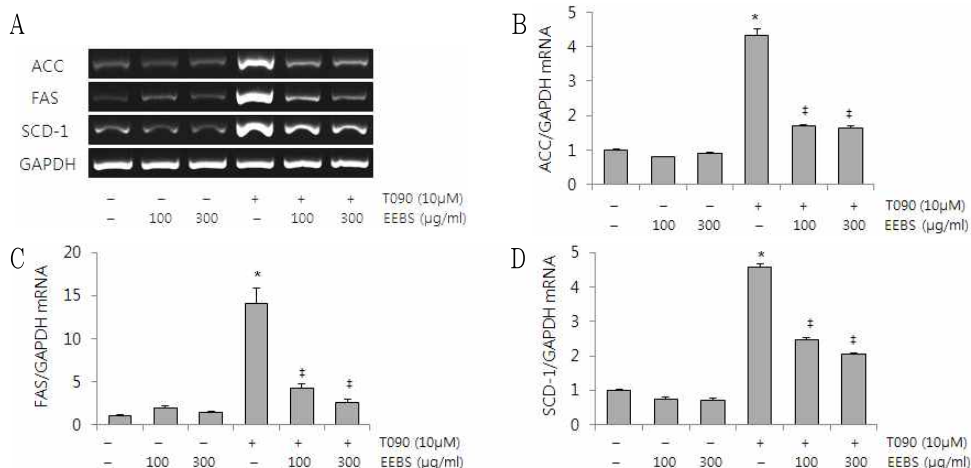 A
ACC
FAS
SCD-1
GAPDH
– – – + + + T090 (10μM)
– 100 300 – 100 300 EEBS (μg/ml)
B
ACC/GAPDH mRNA
5
4
3
2
1
0
*
‡
‡
– – – + + + T090 (10μM)
– 100 300 – 100 300 EEBS (μg/ml)
C
FAS/GAPDH mRNA
20
15
10
5
0
*
‡
‡
– – – + + + T090 (10μM)
– 100 300 – 100 300 EEBS (μg/ml)
D
SCD-1/GAPDH mRNA
5
4
3
2
1
0
*
‡
‡
– – – + + + T090 (10μM)
– 100 300 – 100 300 EEBS (μg/ml)